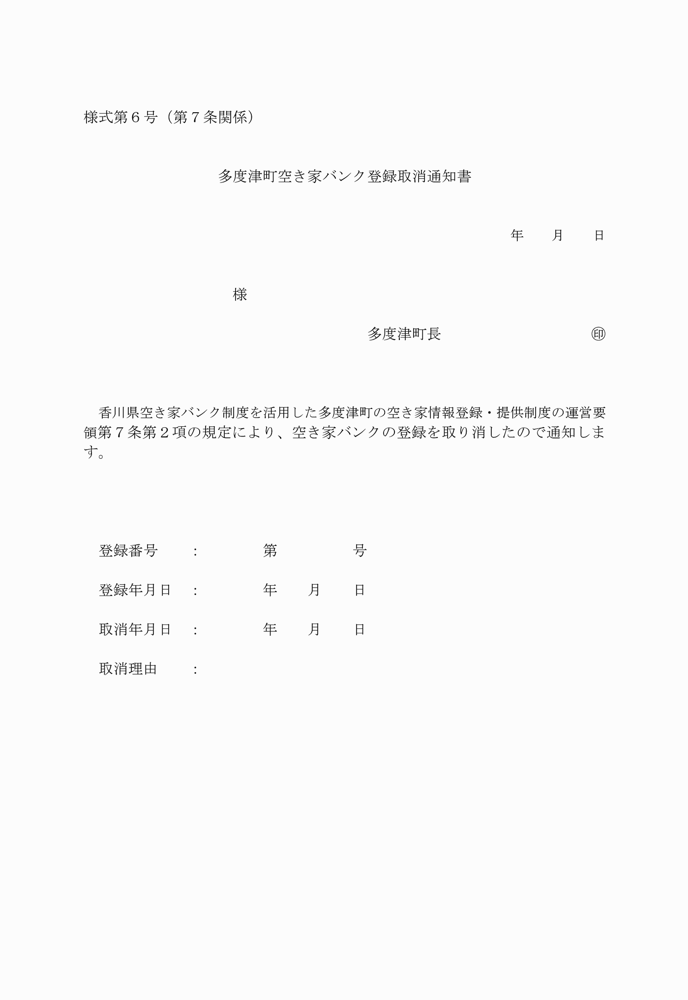 様式第６号（第７条関係）
多度津町空き家バンク登録取消通知書
年　　月　　日
様
多度津町長　　　　　　　　　　㊞
香川県空き家バンク制度を活用した多度津町の空き家情報登録・提供制度の運営要
領第７条第２項の規定により、空き家バンクの登録を取り消したので通知しま
す。
登録番号　　：　　　　第　　　　　号
登録年月日　：　　　　年　　月　　日
取消年月日　：　　　　年　　月　　日
取消理由　　：